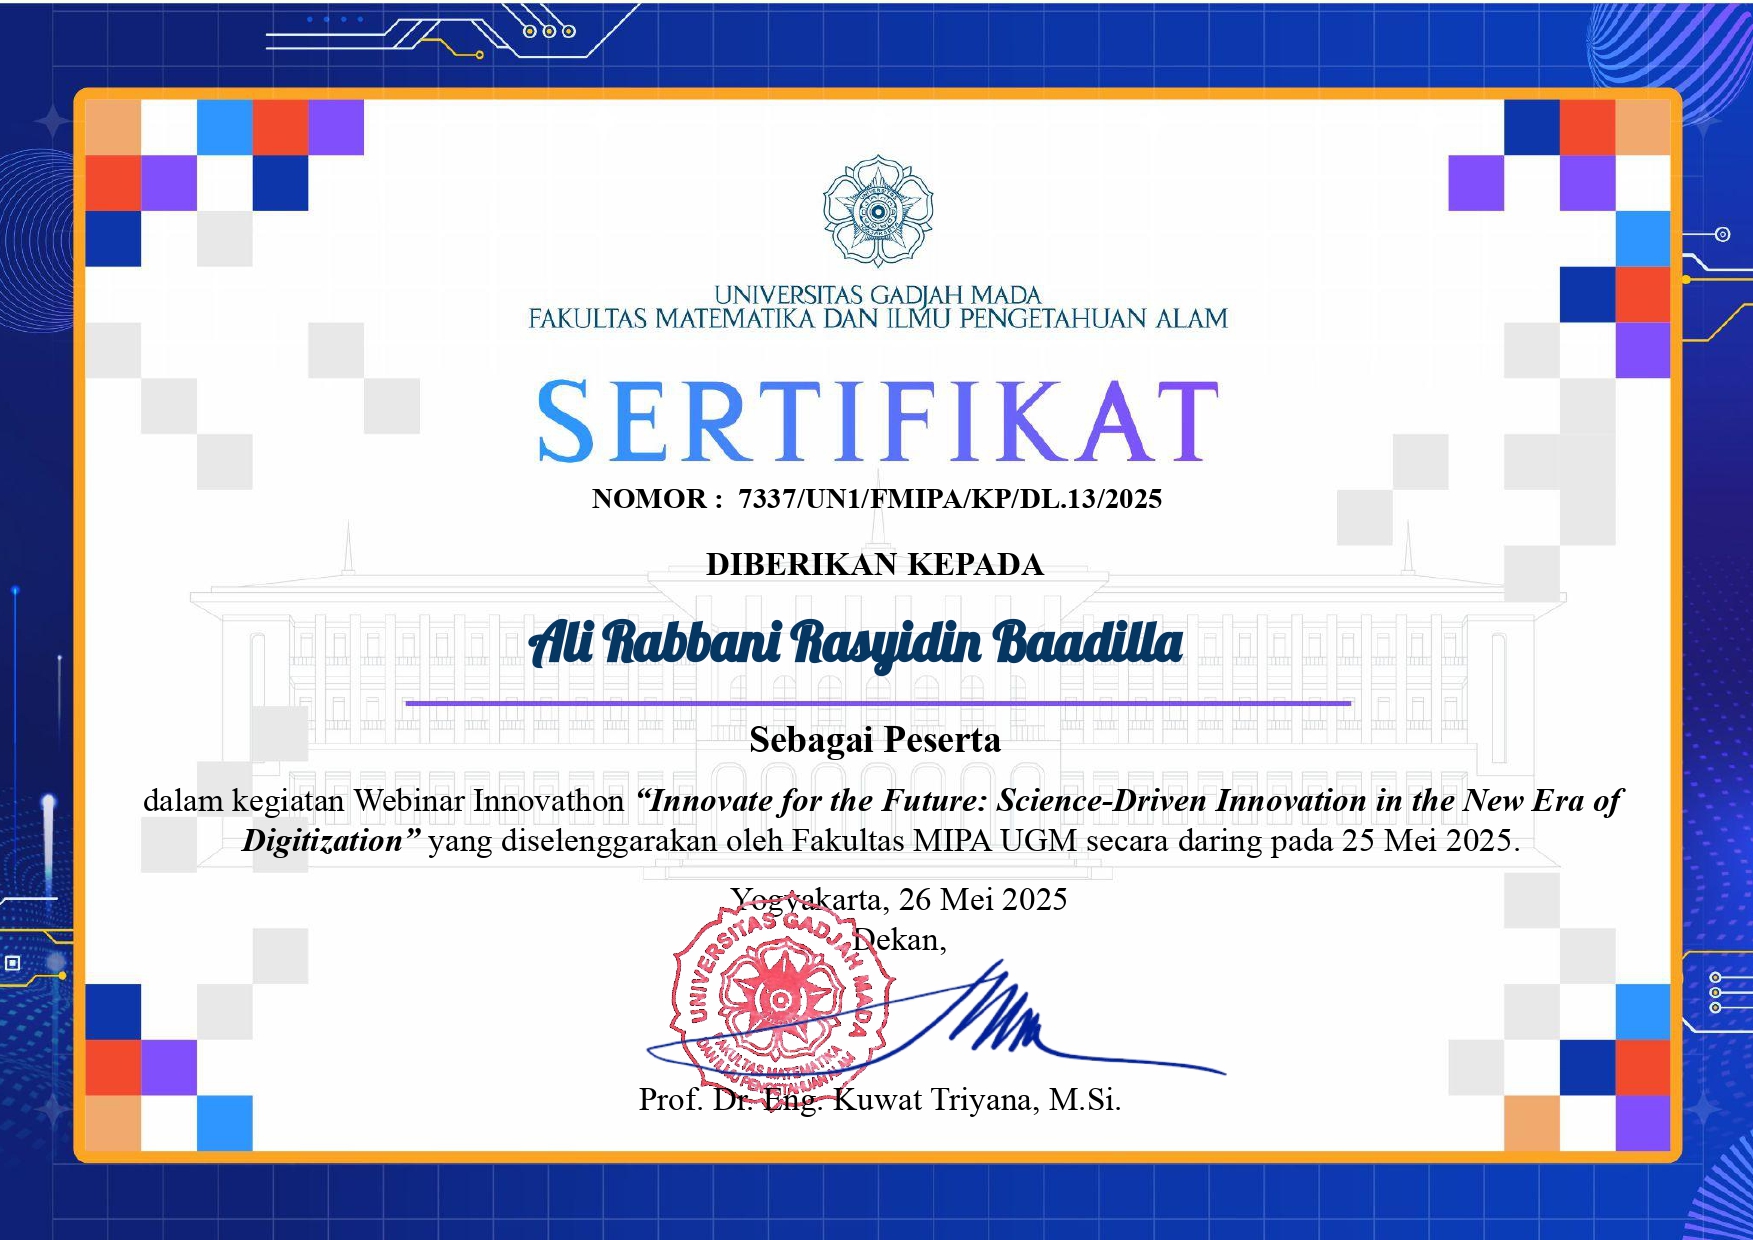 UNIVERSITAS GADJAH MADA
FAKULTAS MATEMATIKA DAN ILMU PENGETAHUAN ALAM
SERTIFIKAT
NOMOR : 7337/UN1/FMIPA/KP/DL.13/2025
DIBERIKAN KEPADA
Ali Rabbani Rasyidin Baadilla
Sebagai Peserta
dalam kegiatan Webinar Innovathon “Innovate for the Future: Science-Driven Innovation in the New Era of
Digitization” yang diselenggarakan oleh Fakultas MIPA UGM secara daring pada 25 Mei 2025.
Yogyakarta, 26 Mei 2025
Dekan,
UNIVERSITAS GADJAH MADA
FAKULTAS MATEMATIKA
DAN ILMU PENGETAHUAN ALAM
Prof. Dr. Eng. Kuwat Triyana, M.Si.